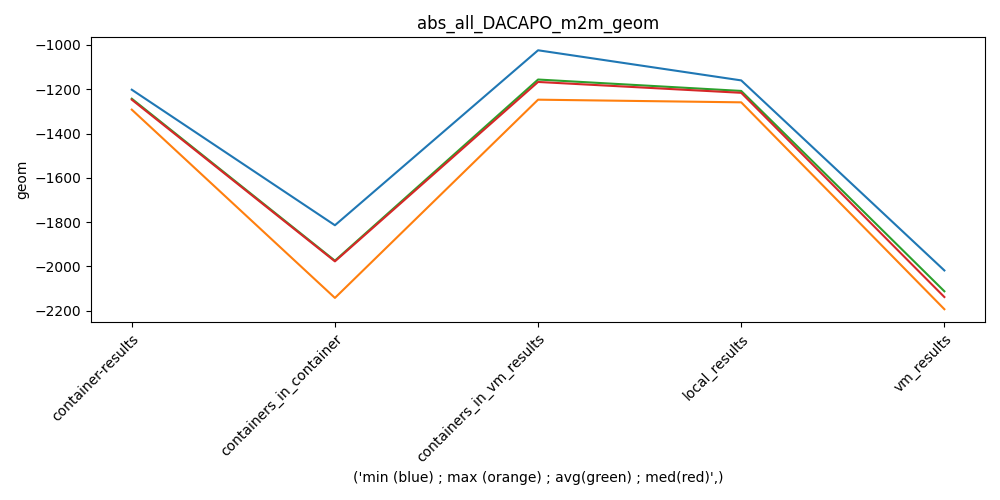 abs_all_DACAPO_m2m_geom
−1000
−1200
−1400
−1600
−1800
−2000
−2200
geom
container-results
containers_in_container
containers_in_vm_results
local_results
vm_results
('min (blue) ; max (orange) ; avg(green) ; med(red)',)